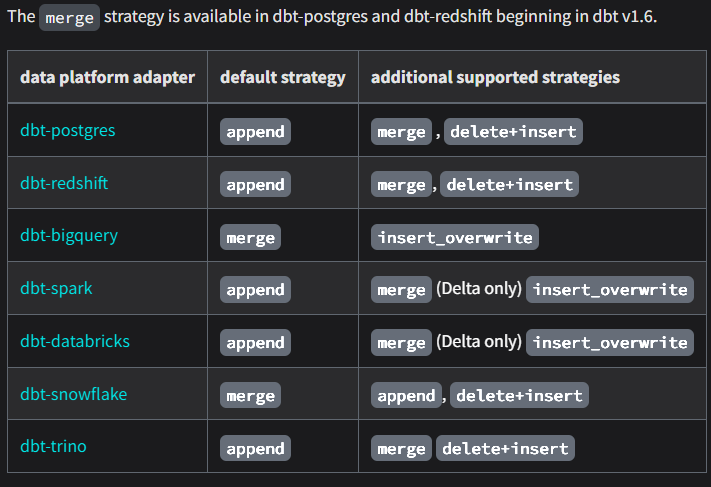 The merge strategy is available in dbt-postgres and dbt-redshift beginning in dbt v1.6.
data platform adapter default strategy additional supported strategies
dbt-postgres append merge , delete+insert
dbt-redshift append merge, delete+insert
dbt-bigquery merge insert_overwrite
dbt-spark append merge (Delta only) insert_overwrite
dbt-databricks append merge (Delta only) insert_overwrite
dbt-snowflake merge append, delete+insert
dbt-trino append merge delete+insert